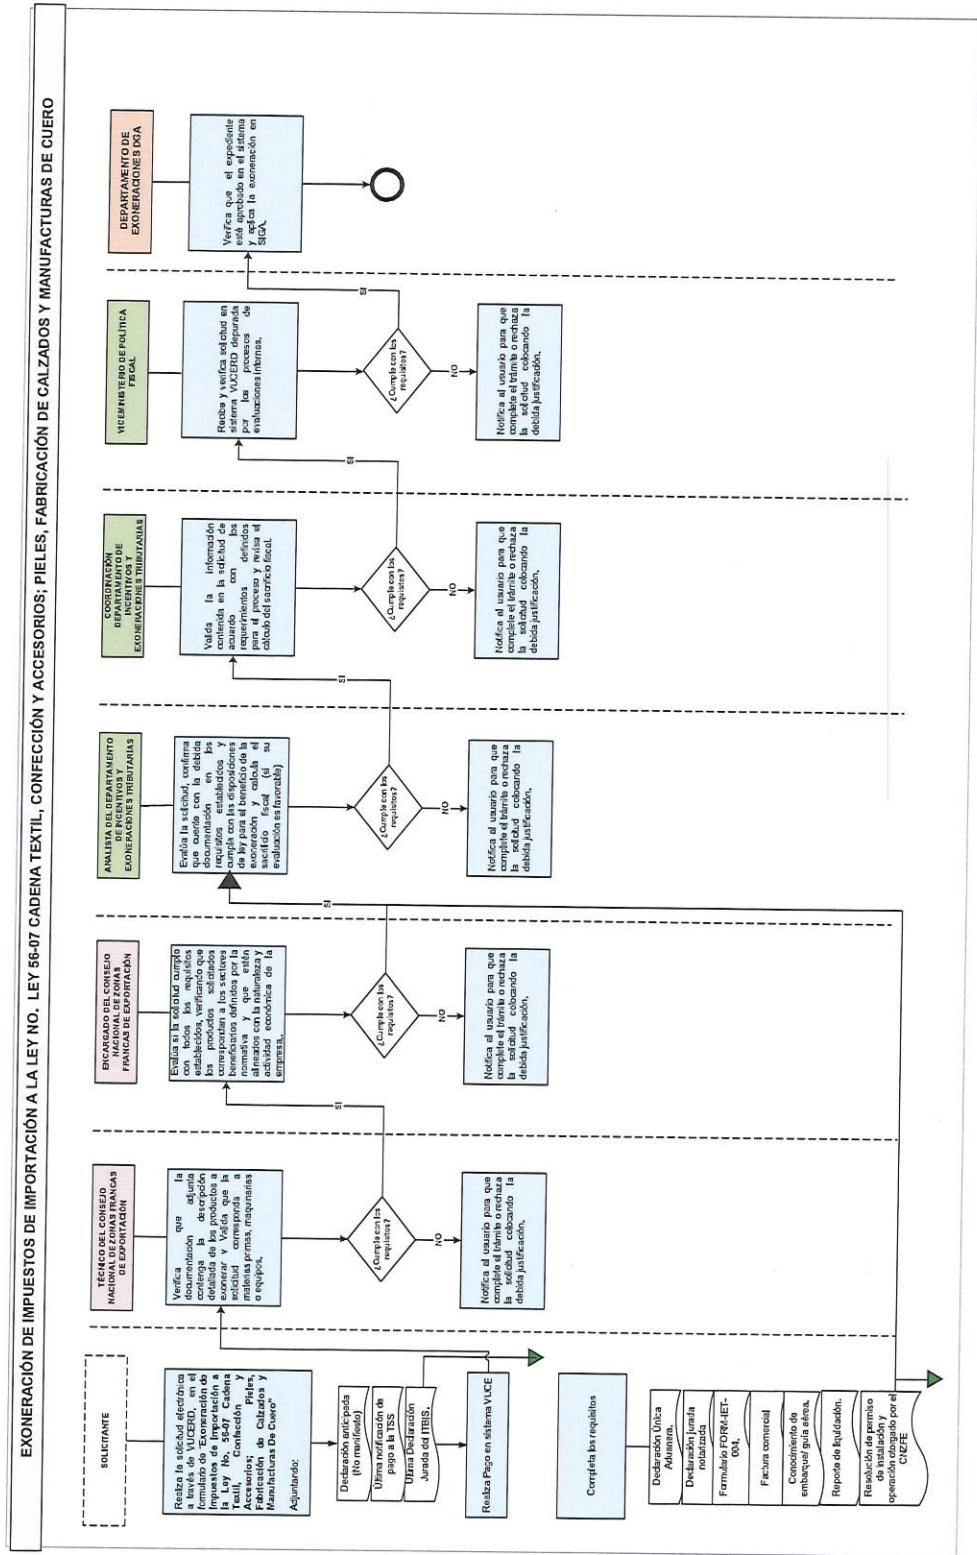 EXONERACIÓN DE IMPUESTOS DE IMPORTACIÓN A LA LEY NO. LEY 56-07 CADENA TEXTIL, CONFECCIÓN Y ACCESORIOS; PIELES, FABRICACIÓN DE CALZADOS Y MANUFACTURAS DE CUERO
SOLICITANTE
Realiza la solicitud electrónica
a través de VUCERD, en el
formulario de "Exoneración de
Impuestos de Importación a
la Ley No. 56-07 Cadena
Textil, Confección y
Accesorios; Pieles,
Fabricación de Calzados y
Manufacturas De Cuero"
Adjuntando:
Declaración anticipada
(No manifiesto)
Última notificación de
pago a la TSS
Última Declaración
Jurada del ITBIS.
Realiza Pago en sistema VUCE
Completa los requisitos
Declaración Única
Aduanera.
Declaración jurada
notarizada
Formulario FORM-IET-
004.
Factura comercial
Conocimiento de
embarque/ guía aérea.
Reporte de liquidación.
Resolución de permiso
de instalación y
operación otorgado por el
CNZFE
TÉCNICO DEL CONSEJO
NACIONAL DE ZONAS FRANCAS
DE EXPORTACIÓN
Verifica que la
documentación adjunta
contenga la descripción
detallada de los productos a
exonerar y Valida que la
solicitud corresponda a
materias primas, maquinarias
o equipos.
¿Cumple con los
requisitos?
SI
NO
Notifica al usuario para que
complete el trámite o rechaza
la solicitud colocando la
debida justificación.
ENCARGADO DEL CONSEJO
NACIONAL DE ZONAS
FRANCAS DE EXPORTACIÓN
Evalúa si la solicitud cumplo
con todos los requisitos
establecidos, verificando que
los productos solicitados
correspondan a los sectores
beneficiarios definidos por la
normativa y que estén
alineados con la naturaleza y
actividad económica de la
empresa..
¿Cumple con los
requisitos?
SI
NO
Notifica al usuario para que
complete el trámite o rechaza
la solicitud colocando la
debida justificación.
ANALISTA DEL DEPARTAMENTO
DE INCENTIVOS Y
EXONERACIONES TRIBUTARIAS
Evalúa la solicitud, confirma
que cuente con la debida
documentación en los
requisitos establecidos y
cumpla con las disposiciones
de ley para el beneficio de la
exoneración y calcula el
sacrificio fiscal (si su
evaluación es favorable)
¿Cumple con los
requisitos?
SI
NO
Notifica al usuario para que
complete el trámite o rechaza
la solicitud colocando la
debida justificación.
COORDINACIÓN
DEPARTAMENTO DE
INCENTIVOS Y
EXONERACIONES TRIBUTARIAS
Valida la información
contenida en la solicitud de
acuerdo con los
requerimientos definidos
para el proceso y revisa el
cálculo del sacrificio fiscal.
¿Cumple con los
requisitos?
SI
NO
Notifica al usuario para que
complete el trámite o rechaza
la solicitud colocando la
debida justificación.
VICEMINISTERIO DE POLÍTICA
FISCAL
Recibe y verifica solicitud en
sistema VUCERD depurada
por los procesos de
evaluaciones internas.
¿Cumple con los
requisitos?
SI
NO
Notifica al usuario para que
complete el trámite o rechaza
la solicitud colocando la
debida justificación.
DEPARTAMENTO DE
EXONERACIONES DGA
Verifica que el expediente
esté aprobado en el sistema
y aplica la exoneración en
SIGA.